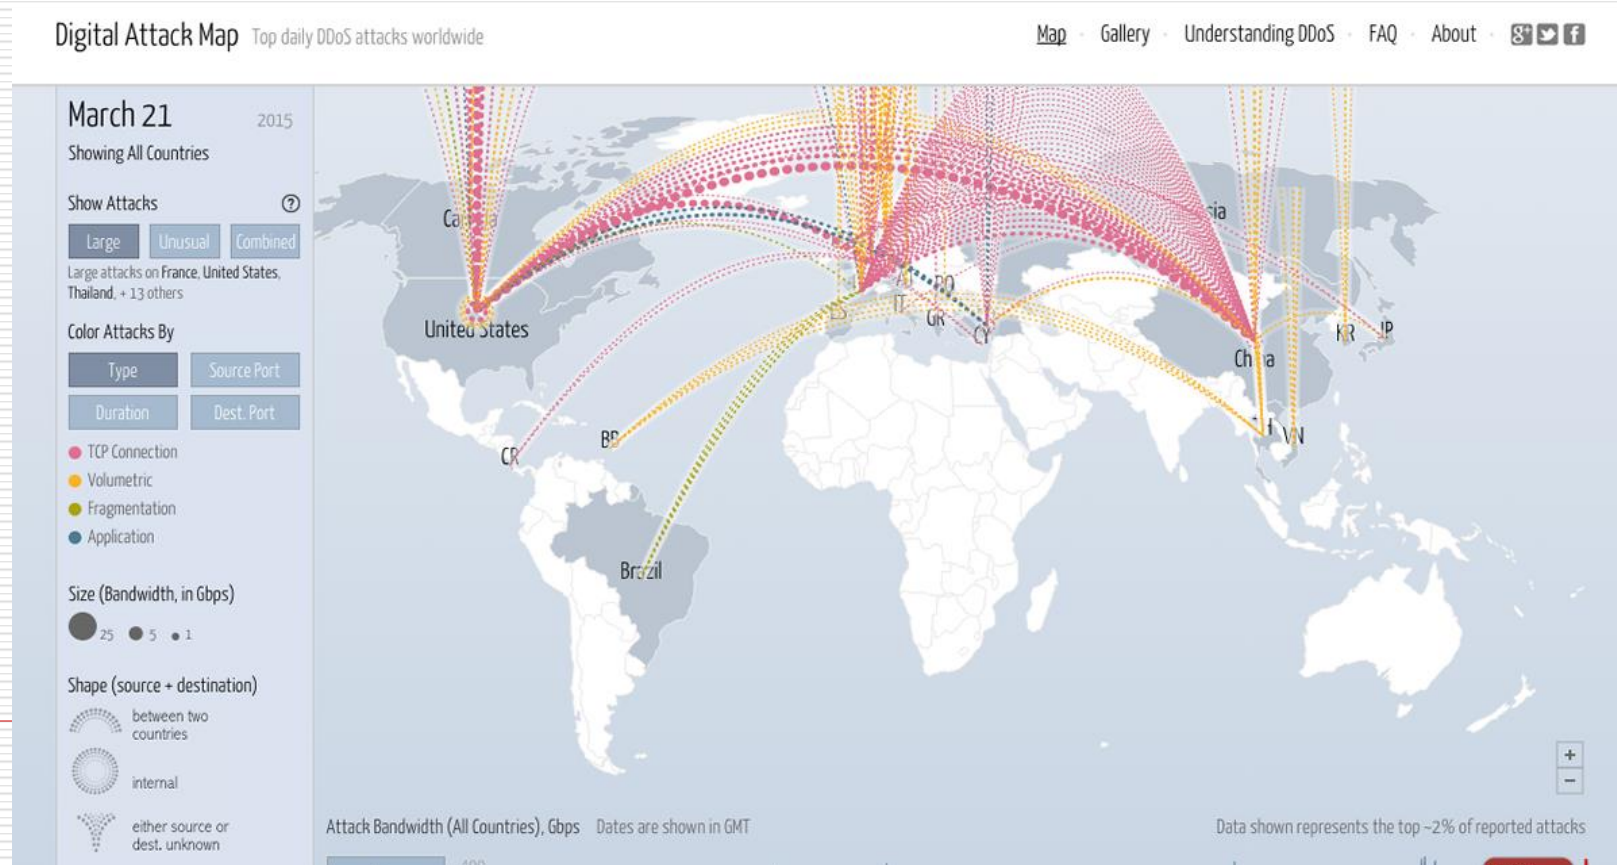 Digital Attack Map Top daily DDoS attacks worldwide
Map · Gallery · Understanding DDoS · FAQ · About · g+ f
March 21 2015
Showing All Countries
Show Attacks ?
Large Unusual Combined
Large attacks on France, United States,
Thailand, + 13 others
Color Attacks By
Type Source Port
Duration Dest. Port
TCP Connection
Volumetric
Fragmentation
Application
Size (Bandwidth, in Gbps)
25 5 1
Shape (source + destination)
between two
countries
internal
either source or
dest. unknown
United States
CR
BB
Brazil
ES
IT
RO
GR
CY
China
KR
JP
VN
+
−
Attack Bandwidth (All Countries), Gbps Dates are shown in GMT
Data shown represents the top ~2% of reported attacks